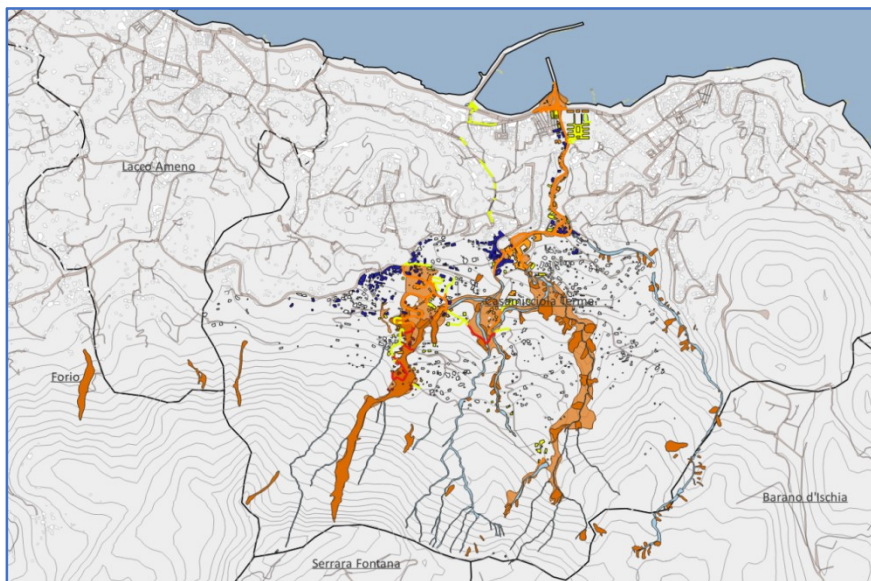 Lacco Ameno
Casamicciola Terme
Forio
Barano d'Ischia
Serrara Fontana